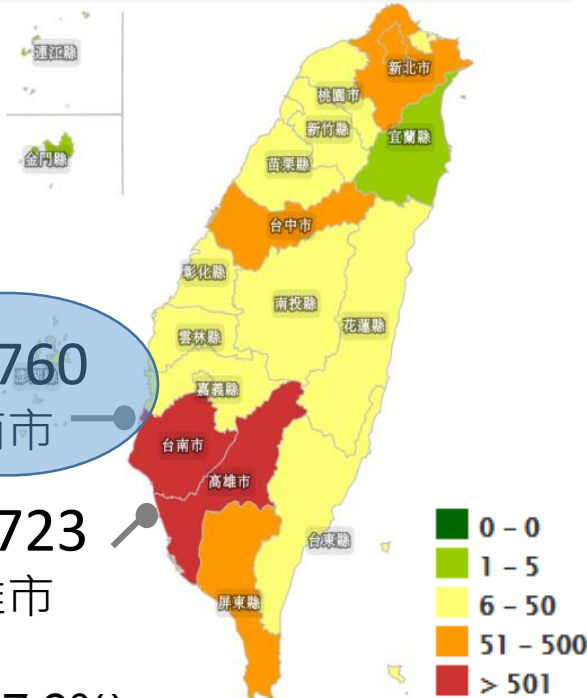 連江縣
新北市
桃園市
新竹縣
宜蘭縣
金門縣
苗栗縣
台中市
彰化縣
南投縣
花蓮縣
雲林縣
760
嘉義縣
南市
台南市
高雄市
723
雄市
台東縣
屏東縣
0 – 0
1 – 5
6 – 50
51 – 500
> 501